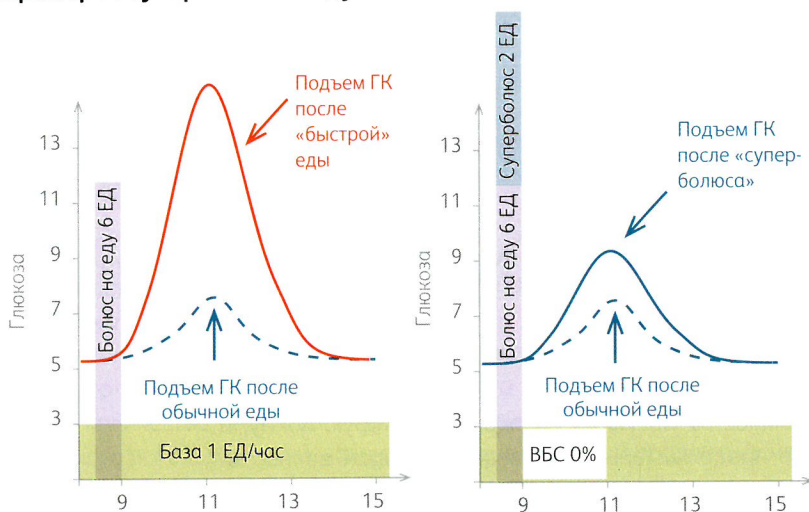 Глюкоза
13
11
9
7
5
3
Болюс на еду 6 ЕД
Подъем ГК
после
«быстрой»
еды
Подъем ГК после
обычной еды
База 1 ЕД/час
9
11
13
15
Глюкоза
13
11
9
7
5
3
Болюс на еду 6 ЕД
Суперболюс 2 ЕД
Подъем ГК
после «супер-
болюса»
Подъем ГК после
обычной еды
ВБС 0%
9
11
13
15